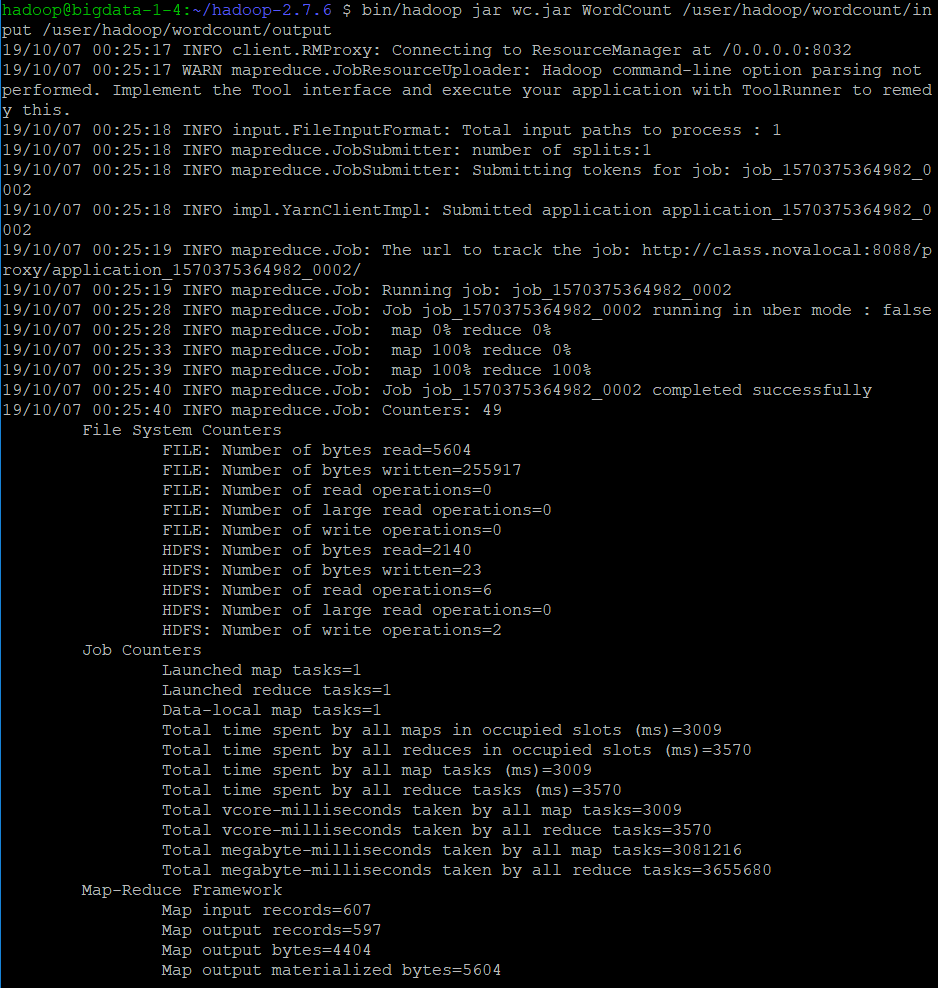 hadoop@bigdata-1-4:~/hadoop-2.7.6 $ bin/hadoop jar wc.jar WordCount /user/hadoop/wordcount/in
put /user/hadoop/wordcount/output
19/10/07 00:25:17 INFO client.RMProxy: Connecting to ResourceManager at /0.0.0.0:8032
19/10/07 00:25:17 WARN mapreduce.JobResourceUploader: Hadoop command-line option parsing not
performed. Implement the Tool interface and execute your application with ToolRunner to remed
y this.
19/10/07 00:25:18 INFO input.FileInputFormat: Total input paths to process : 1
19/10/07 00:25:18 INFO mapreduce.JobSubmitter: number of splits:1
19/10/07 00:25:18 INFO mapreduce.JobSubmitter: Submitting tokens for job: job_1570375364982_0
002
19/10/07 00:25:18 INFO impl.YarnClientImpl: Submitted application application_1570375364982_0
002
19/10/07 00:25:19 INFO mapreduce.Job: The url to track the job: http://class.novalocal:8088/p
roxy/application_1570375364982_0002/
19/10/07 00:25:19 INFO mapreduce.Job: Running job: job_1570375364982_0002
19/10/07 00:25:28 INFO mapreduce.Job: Job job_1570375364982_0002 running in uber mode : false
19/10/07 00:25:28 INFO mapreduce.Job:  map 0% reduce 0%
19/10/07 00:25:33 INFO mapreduce.Job:  map 100% reduce 0%
19/10/07 00:25:39 INFO mapreduce.Job:  map 100% reduce 100%
19/10/07 00:25:40 INFO mapreduce.Job: Job job_1570375364982_0002 completed successfully
19/10/07 00:25:40 INFO mapreduce.Job: Counters: 49
File System Counters
FILE: Number of bytes read=5604
FILE: Number of bytes written=255917
FILE: Number of read operations=0
FILE: Number of large read operations=0
FILE: Number of write operations=0
HDFS: Number of bytes read=2140
HDFS: Number of bytes written=23
HDFS: Number of read operations=6
HDFS: Number of large read operations=0
HDFS: Number of write operations=2
Job Counters
Launched map tasks=1
Launched reduce tasks=1
Data-local map tasks=1
Total time spent by all maps in occupied slots (ms)=3009
Total time spent by all reduces in occupied slots (ms)=3570
Total time spent by all map tasks (ms)=3009
Total time spent by all reduce tasks (ms)=3570
Total vcore-milliseconds taken by all map tasks=3009
Total vcore-milliseconds taken by all reduce tasks=3570
Total megabyte-milliseconds taken by all map tasks=3081216
Total megabyte-milliseconds taken by all reduce tasks=3655680
Map-Reduce Framework
Map input records=607
Map output records=597
Map output bytes=4404
Map output materialized bytes=5604